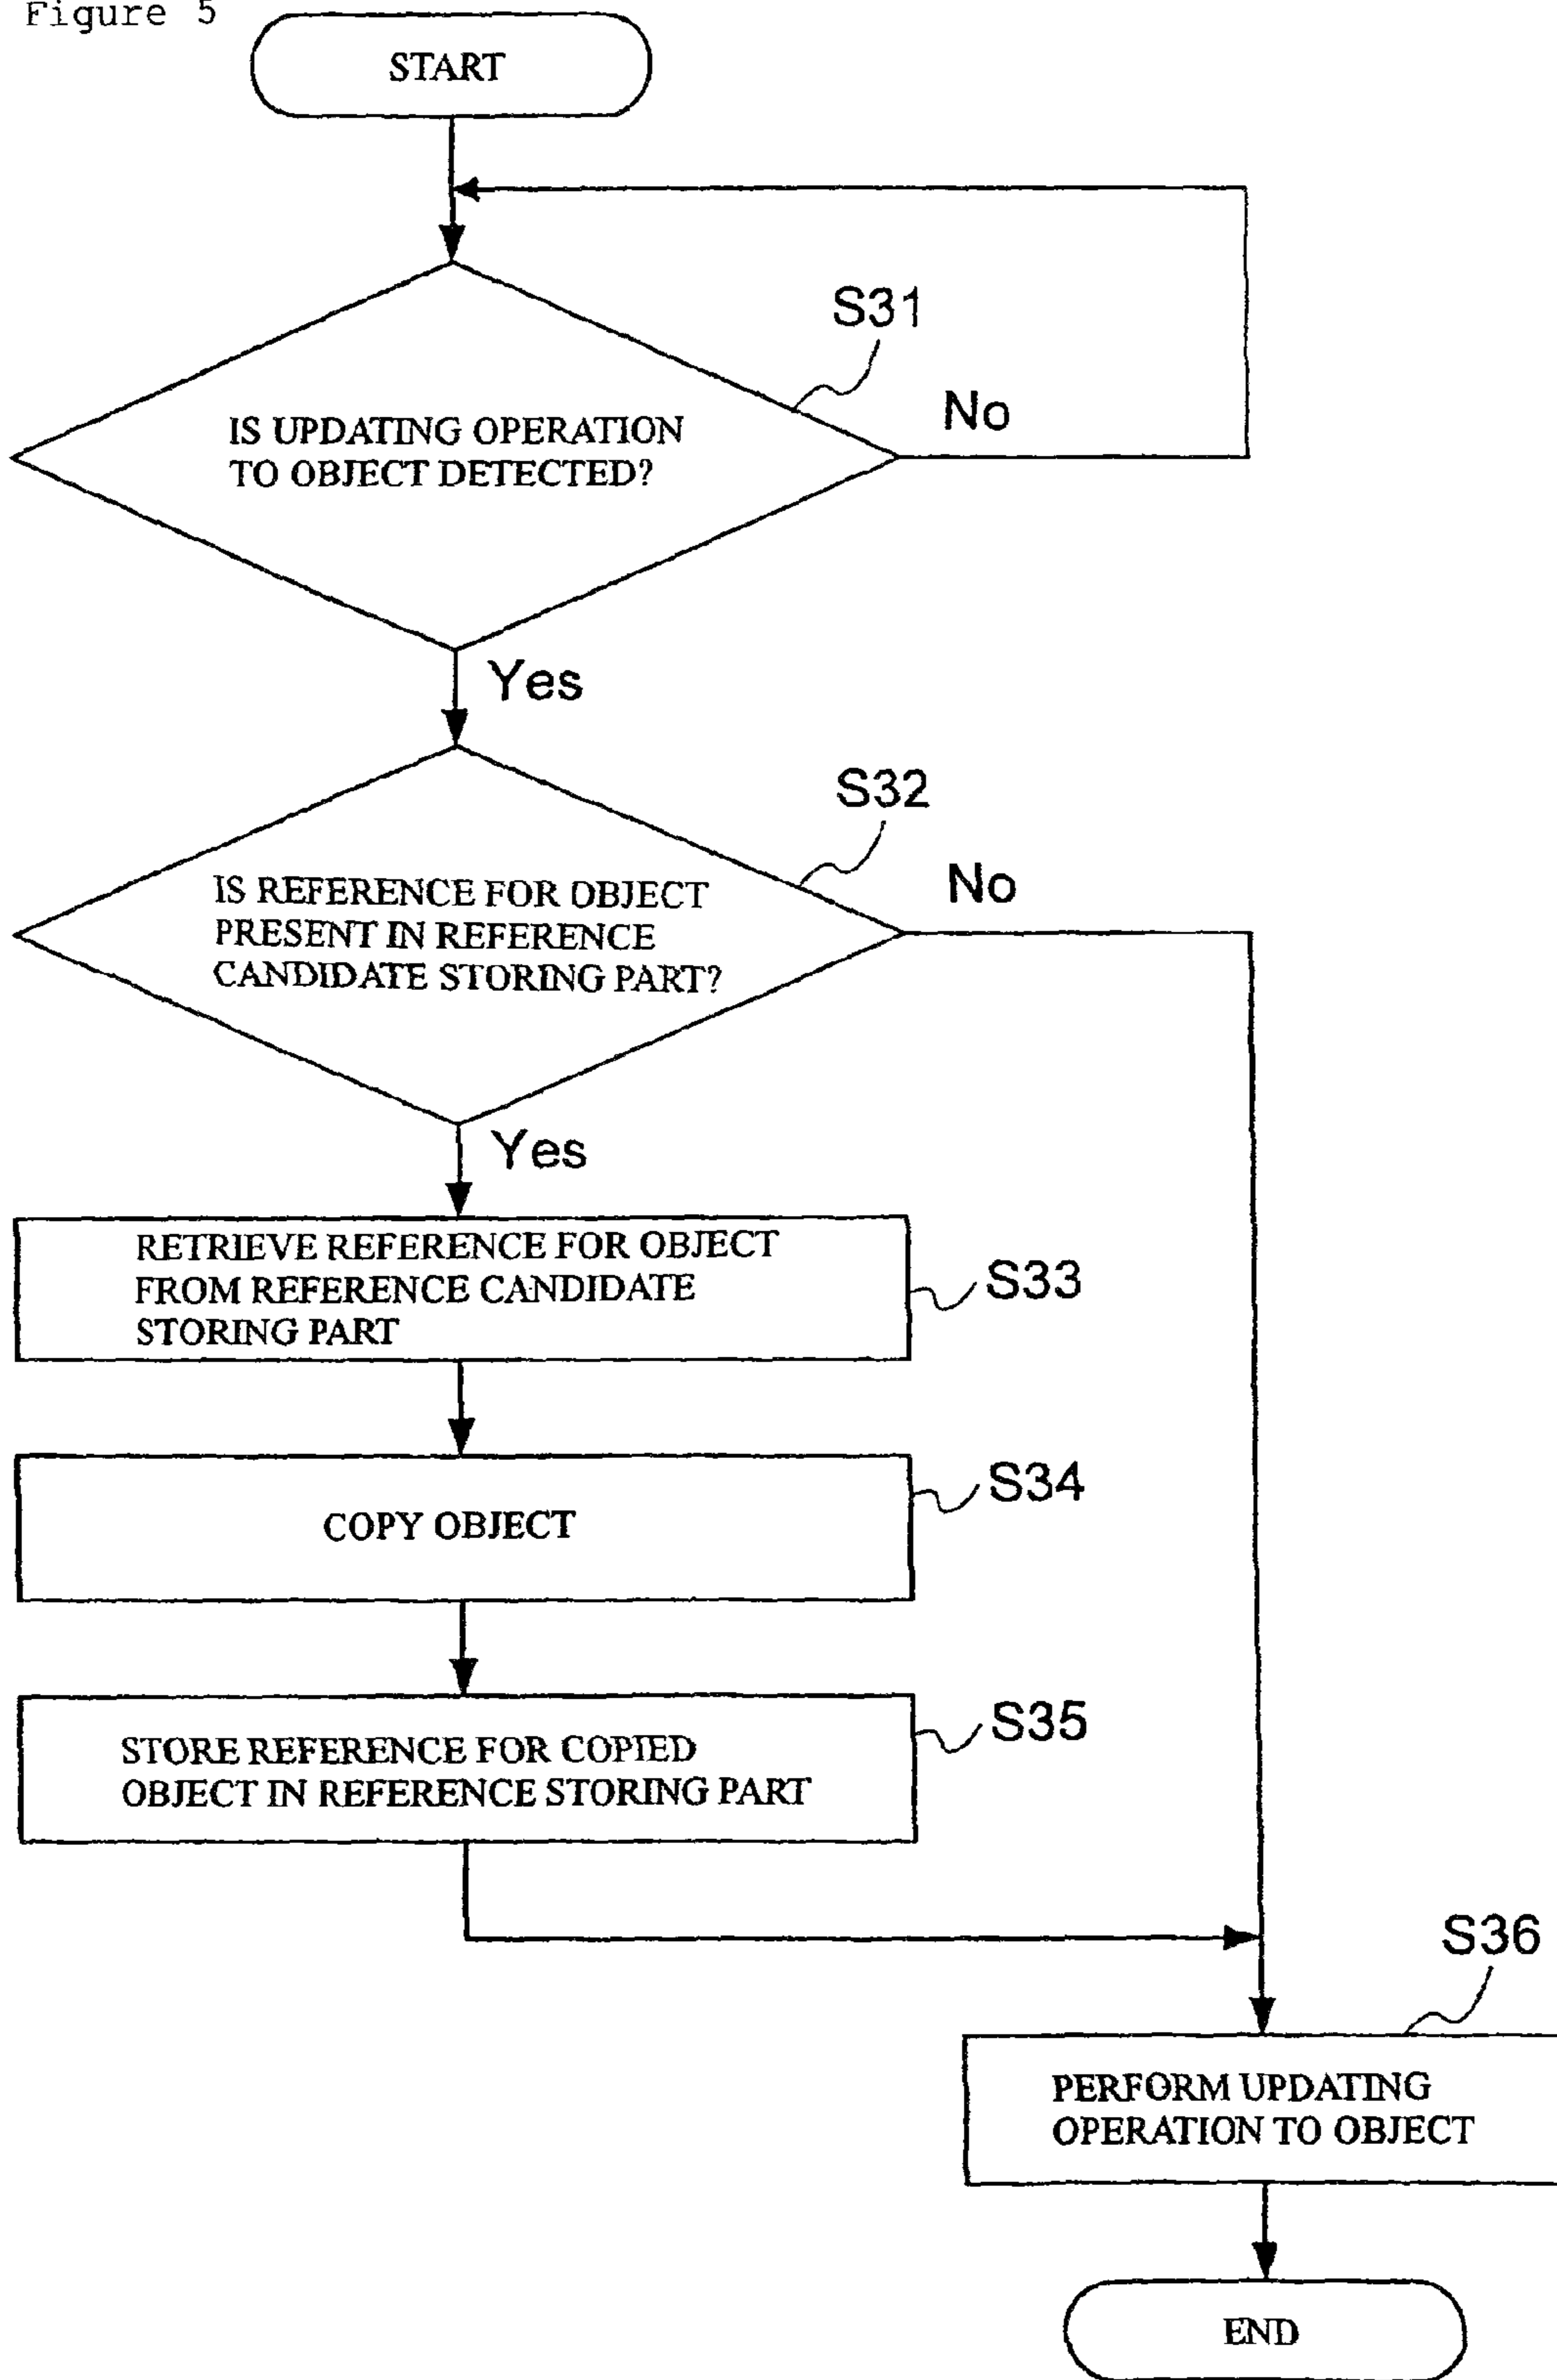 Figure 5
START
S31
No
IS UPDATING OPERATION
TO OBJECT DETECTED?
Yes
S32
No
IS REFERENCE FOR OBJECT
PRESENT IN REFERENCE
CANDIDATE STORING PART?
Yes
RETRIEVE REFERENCE FOR OBJECT
FROM REFERENCE CANDIDATE
STORING PART
S33
COPY OBJECT
S34
STORE REFERENCE FOR COPIED
OBJECT IN REFERENCE STORING PART
S35
S36
PERFORM UPDATING
OPERATION TO OBJECT
END